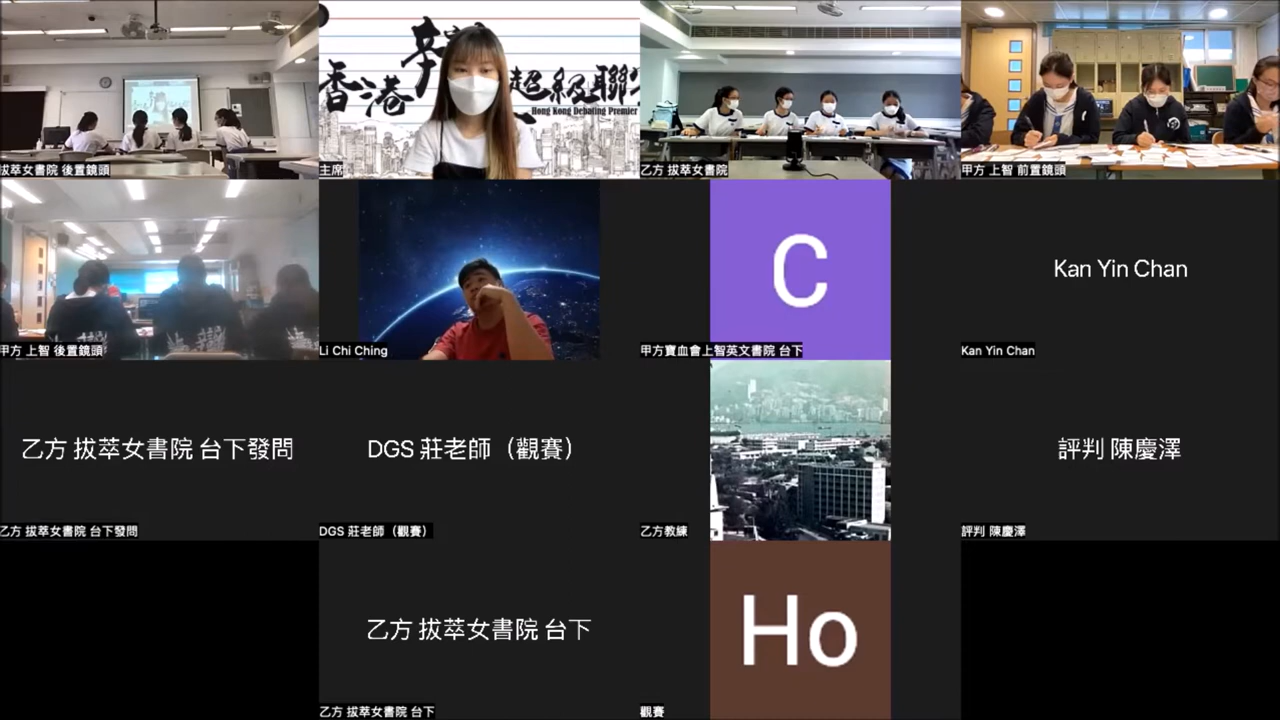 香港辯超級聯
Hong Kong Debating Premier
拔萃女書院 後置鏡頭
主席
乙方 拔萃女書院
甲方 上智 前置鏡頭
C
Kan Yin Chan
甲方 上智 後置鏡頭
Li Chi Ching
甲方寶血會上智英文書院 台下
Kan Yin Chan
乙方 拔萃女書院 台下發問
DGS 莊老師（觀賽）
評判 陳慶澤
乙方 拔萃女書院 台下發問
DGS 莊老師（觀賽）
乙方教練
評判 陳慶澤
乙方 拔萃女書院 台下
Ho
乙方 拔萃女書院 台下
觀賽